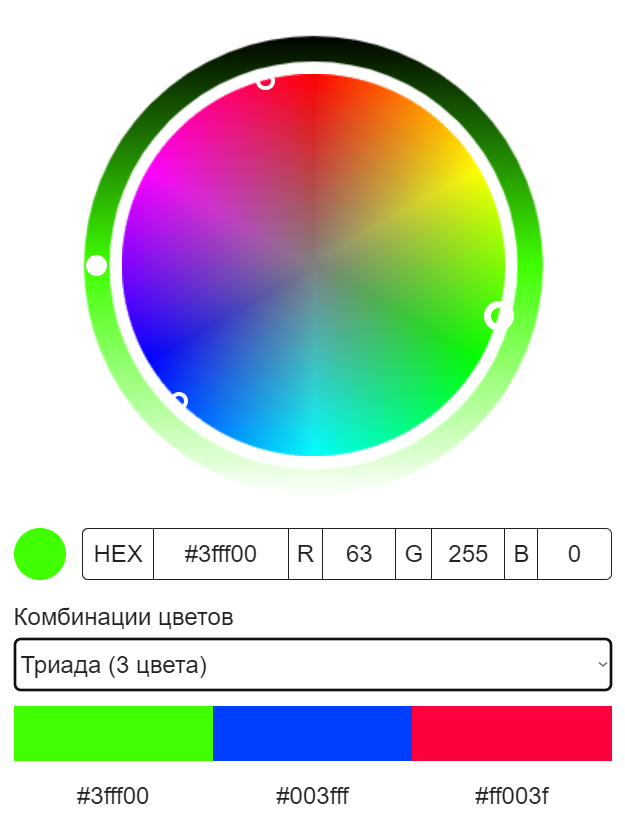 HEX #3fff00 R 63 G 255 B 0
Комбинации цветов
Триада (3 цвета)
#3fff00 #003fff #ff003f